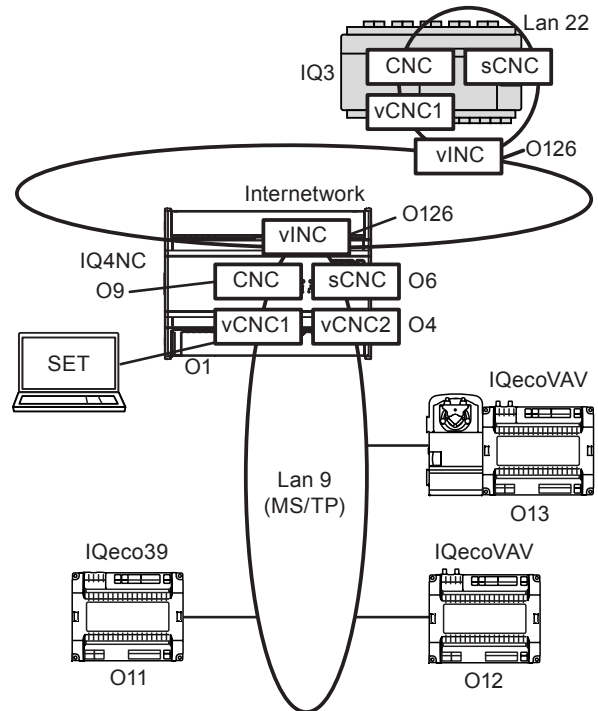 Lan 22
IQ3
CNC
sCNC
vCNC1
vINC
O126
Internetwork
O126
vINC
IQ4NC
O9
CNC
sCNC
O6
vCNC1
vCNC2
O4
SET
O1
IQecoVAV
Lan 9
(MS/TP)
O13
IQeco39
IQecoVAV
O11
O12